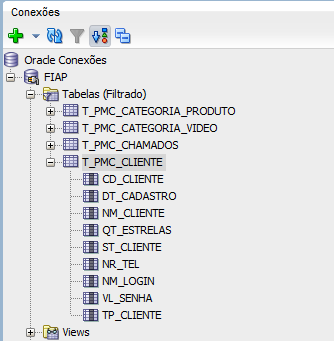 Conexões
Oracle Conexões
FIAP
Tabelas (Filtrado)
T_PMC_CATEGORIA_PRODUTO
T_PMC_CATEGORIA_VIDEO
T_PMC_CHAMADOS
T_PMC_CLIENTE
CD_CLIENTE
DT_CADASTRO
NM_CLIENTE
QT_ESTRELAS
ST_CLIENTE
NR_TEL
NM_LOGIN
VL_SENHA
TP_CLIENTE
Views